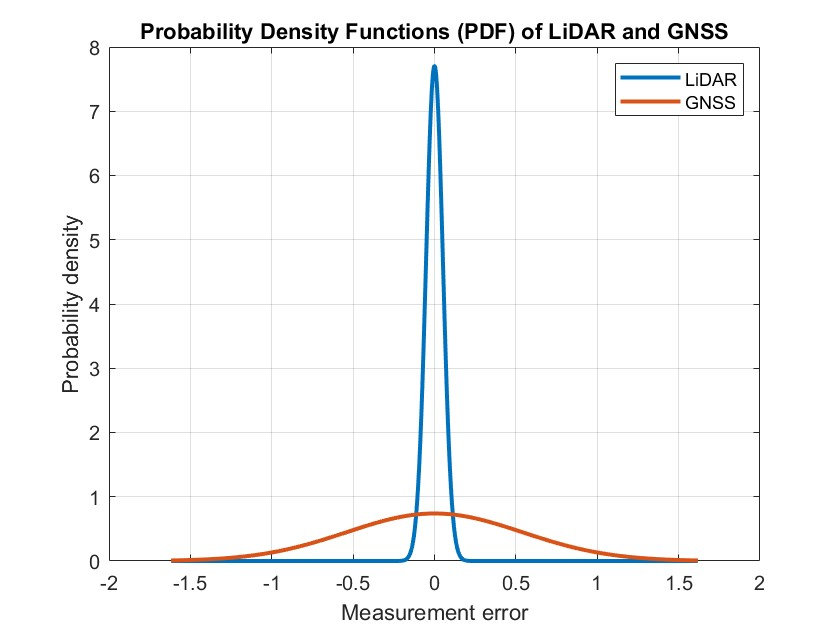 Probability Density Functions (PDF) of LiDAR and GNSS
LiDAR
GNSS
8
7
6
5
4
3
2
1
0
Probability density
-2 -1.5 -1 -0.5 0 0.5 1 1.5 2
Measurement error